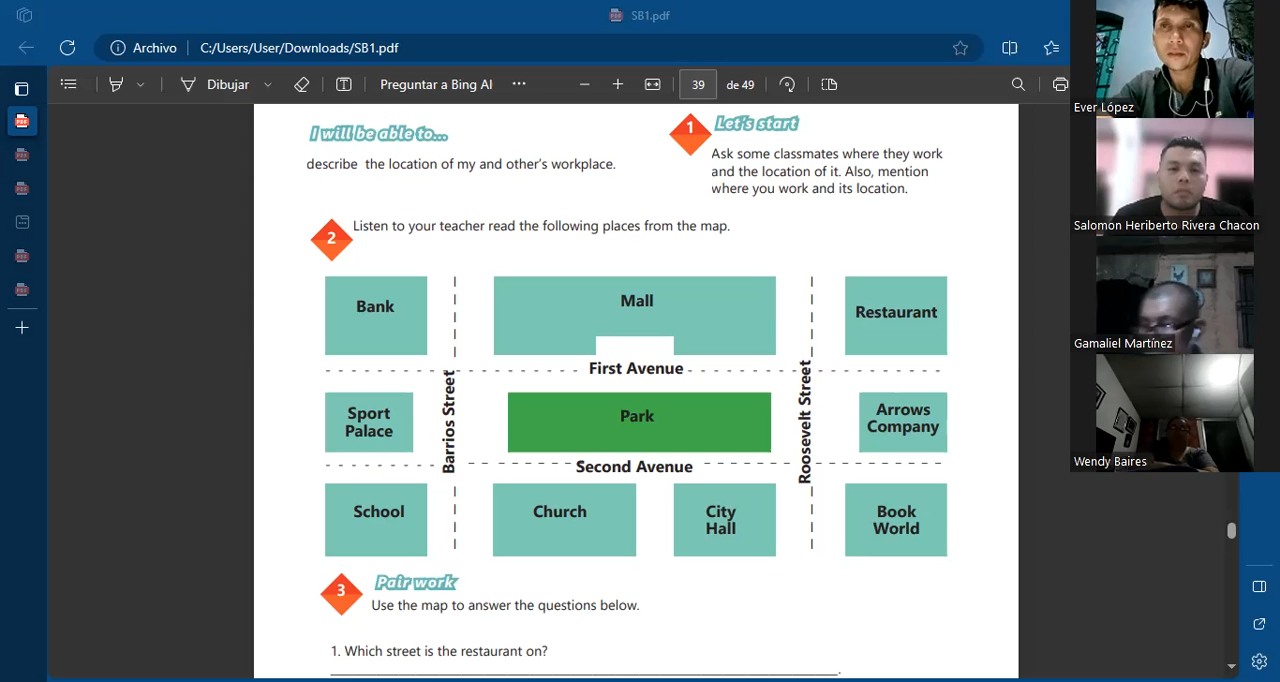 SB1.pdf
Archivo
C:/Users/User/Downloads/SB1.pdf
Dibujar
Preguntar a Bing AI
39
de 49
I will be able to...
describe the location of my and other's workplace.
1
Let's start
Ask some classmates where they work
and the location of it. Also, mention
where you work and its location.
2
Listen to your teacher read the following places from the map.
Bank
Mall
Restaurant
First Avenue
Sport
Palace
Barrios Street
Park
Roosevelt Street
Arrows
Company
Second Avenue
School
Church
City
Hall
Book
World
3
Pair work
Use the map to answer the questions below.
1. Which street is the restaurant on?
Ever López
Salomon Heriberto Rivera Chacon
Gamaliel Martínez
Wendy Baires